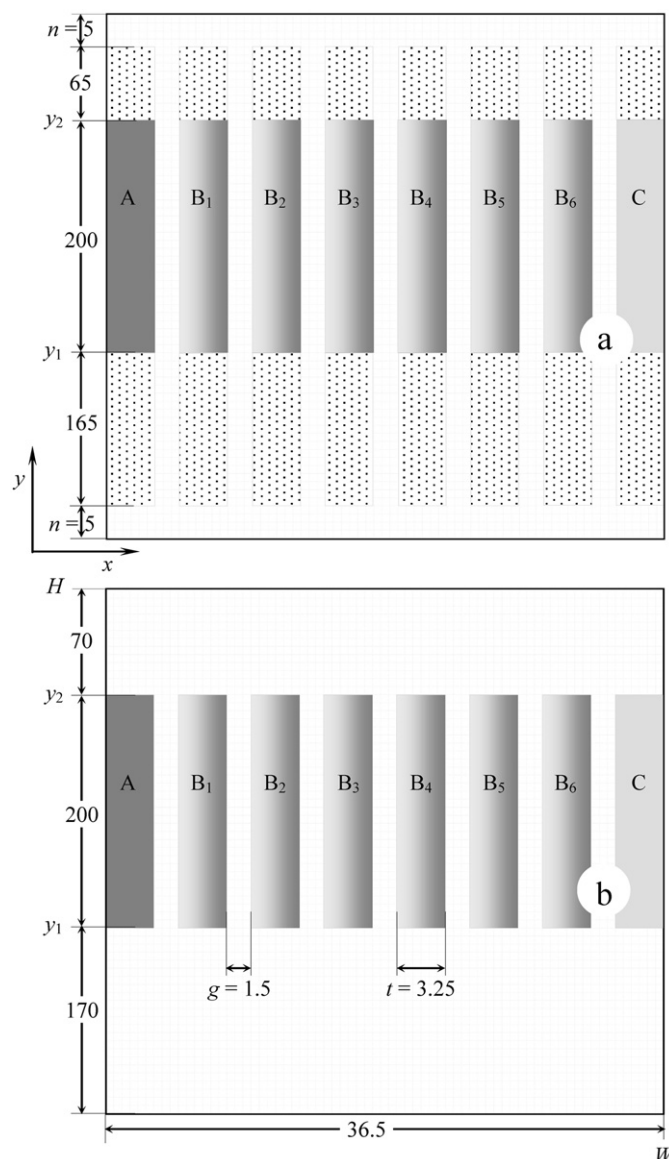 n = 5
65
y₂
A B₁ B₂ B₃ B₄ B₅ B₆ C
200
a
y₁
165
y
n = 5
x
H
70
y₂
A B₁ B₂ B₃ B₄ B₅ B₆ C
200
b
y₁
g = 1.5 t = 3.25
170
36.5